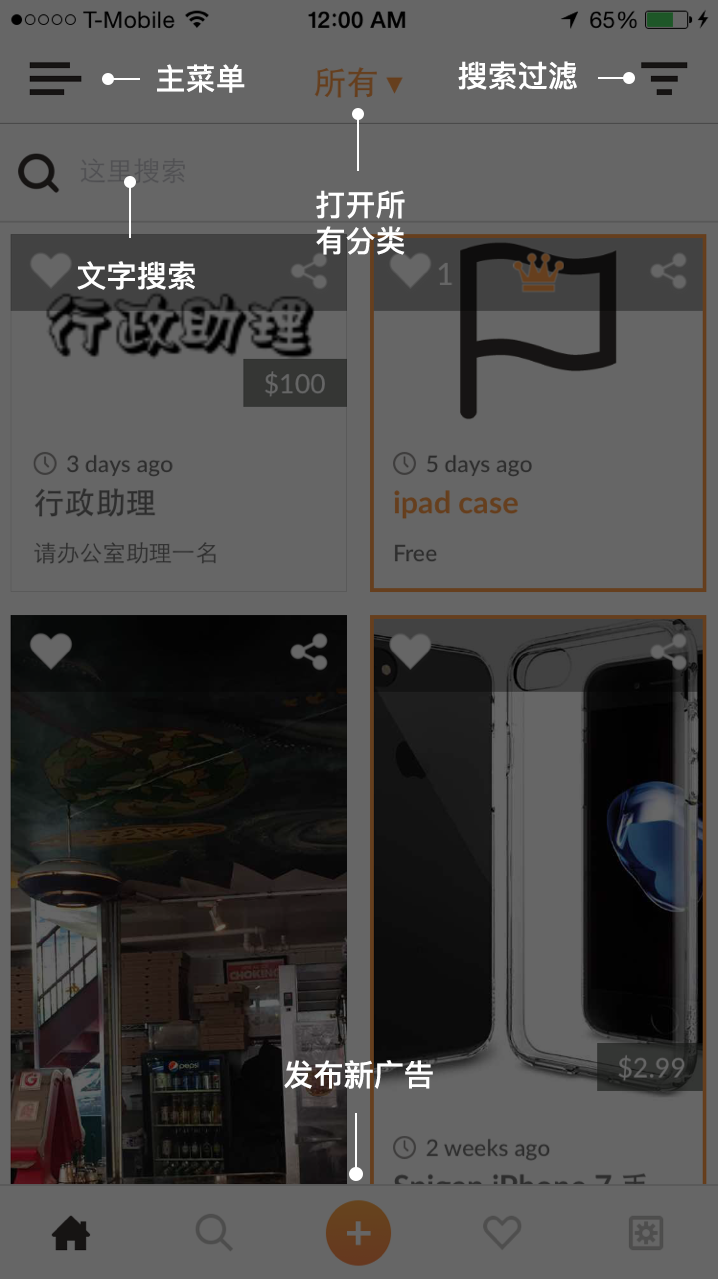 T-Mobile 12:00 AM 65%
主菜单 所有 ▾ 搜索过滤
这里搜索
打开所
有分类
文字搜索
1
行政助理
$100
3 days ago
行政助理
请办公室助理一名
5 days ago
ipad case
Free
CHOKING
pepsi
$2.99
2 weeks ago
Spigen iPhone 7 手
发布新广告